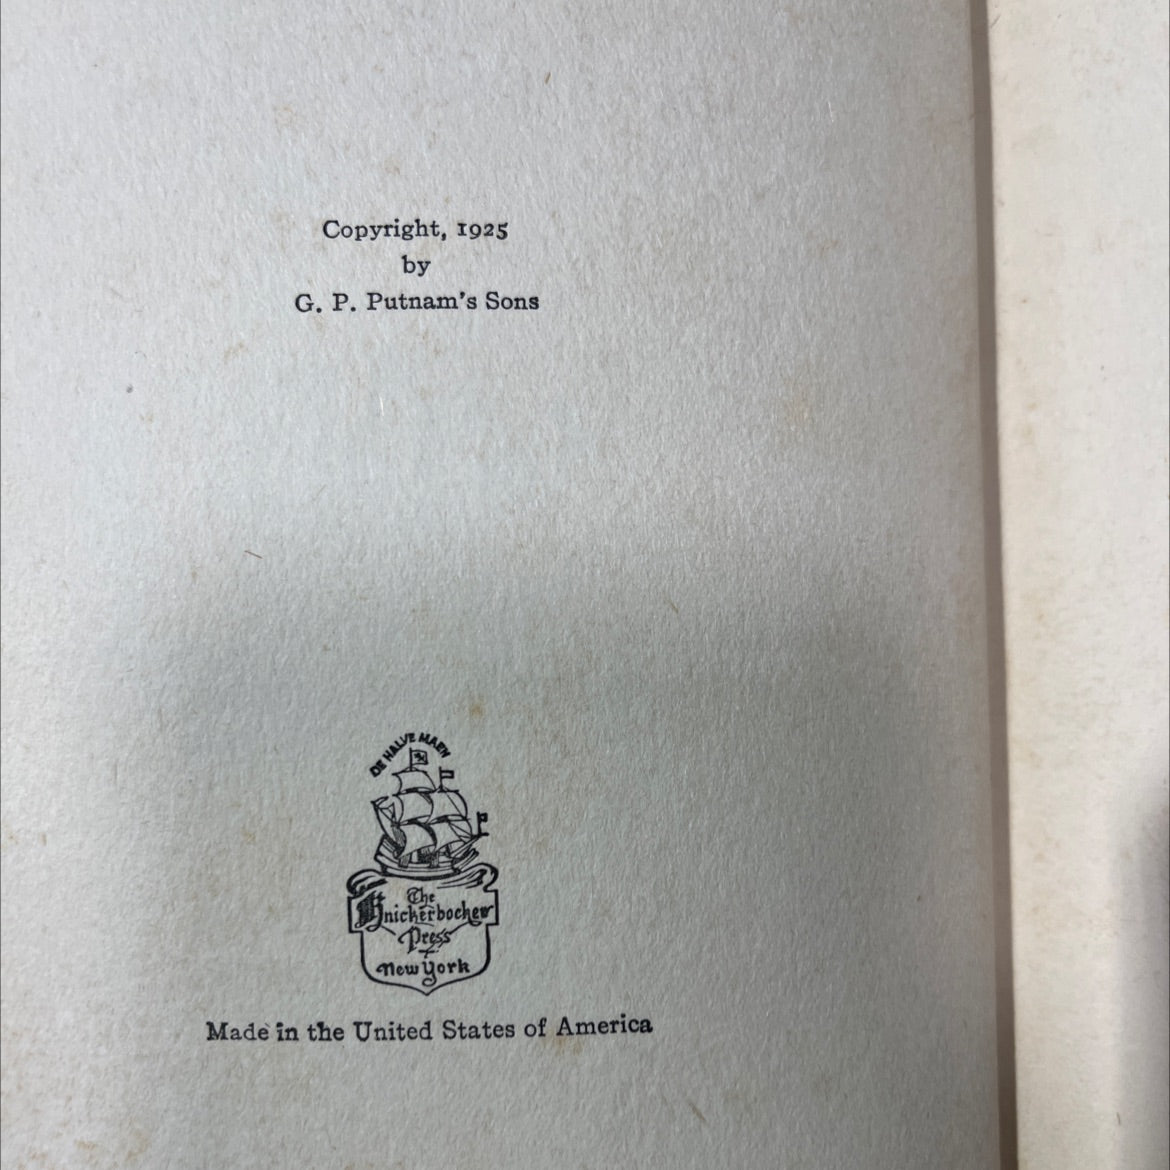 Copyright, 1925
by
G. P. Putnam's Sons
DE HALVE MAEN
The
Knickerbocker
Press
New York
Made in the United States of America